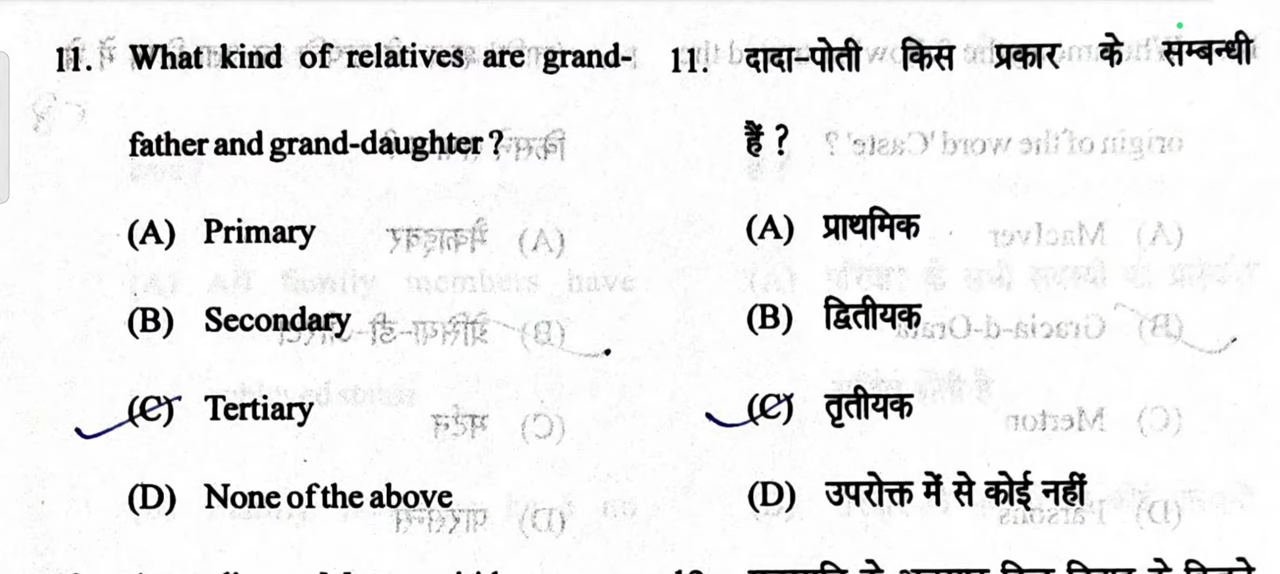 11. What kind of relatives are grand-
father and grand-daughter ?
(A) Primary
(B) Secondary
(C) Tertiary
(D) None of the above
11. दादा-पोती किस प्रकार के सम्बन्धी
हैं ?
(A) प्राथमिक
(B) द्वितीयक
(C) तृतीयक
(D) उपरोक्त में से कोई नहीं